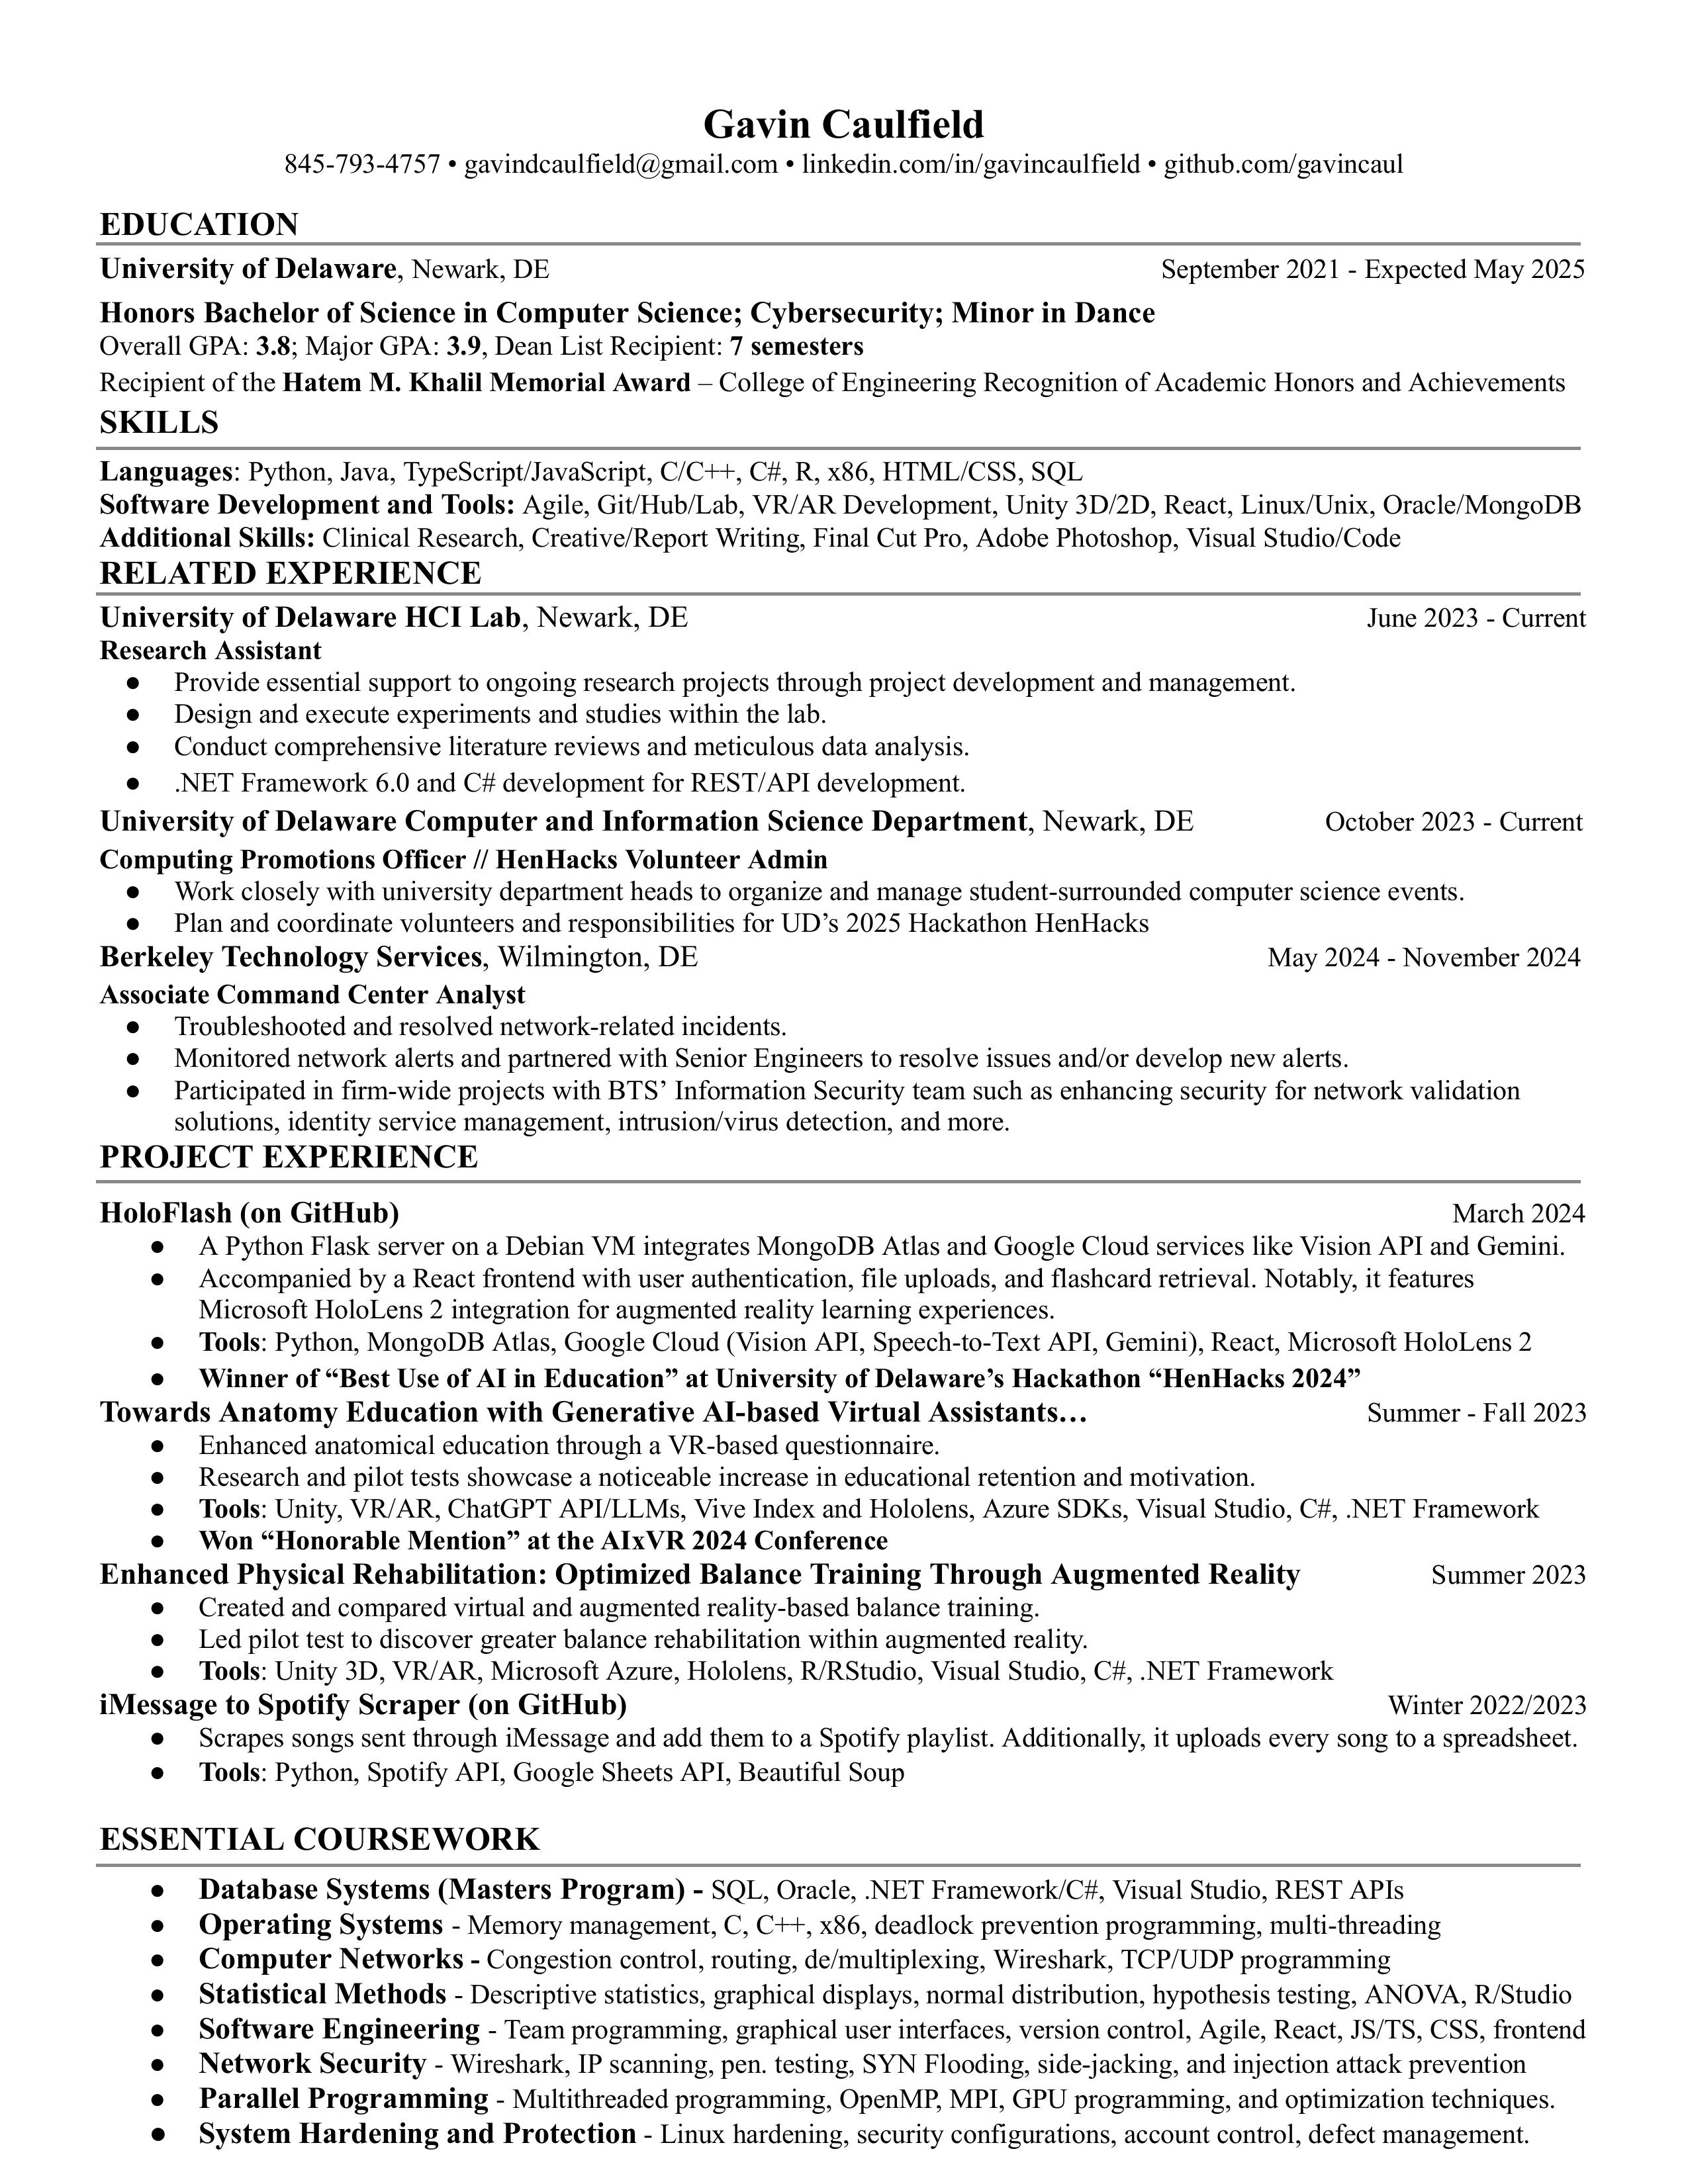 Gavin Caulfield
845-793-4757 • gavindcaulfield@gmail.com • linkedin.com/in/gavincaulfield • github.com/gavincaul
EDUCATION
University of Delaware, Newark, DE September 2021 - Expected May 2025
Honors Bachelor of Science in Computer Science; Cybersecurity; Minor in Dance
Overall GPA: 3.8; Major GPA: 3.9, Dean List Recipient: 7 semesters
Recipient of the Hatem M. Khalil Memorial Award – College of Engineering Recognition of Academic Honors and Achievements
SKILLS
Languages: Python, Java, TypeScript/JavaScript, C/C++, C#, R, x86, HTML/CSS, SQL
Software Development and Tools: Agile, Git/Hub/Lab, VR/AR Development, Unity 3D/2D, React, Linux/Unix, Oracle/MongoDB
Additional Skills: Clinical Research, Creative/Report Writing, Final Cut Pro, Adobe Photoshop, Visual Studio/Code
RELATED EXPERIENCE
University of Delaware HCI Lab, Newark, DE June 2023 - Current
Research Assistant
● Provide essential support to ongoing research projects through project development and management.
● Design and execute experiments and studies within the lab.
● Conduct comprehensive literature reviews and meticulous data analysis.
● .NET Framework 6.0 and C# development for REST/API development.
University of Delaware Computer and Information Science Department, Newark, DE October 2023 - Current
Computing Promotions Officer // HenHacks Volunteer Admin
● Work closely with university department heads to organize and manage student-surrounded computer science events.
● Plan and coordinate volunteers and responsibilities for UD’s 2025 Hackathon HenHacks
Berkeley Technology Services, Wilmington, DE May 2024 - November 2024
Associate Command Center Analyst
● Troubleshooted and resolved network-related incidents.
● Monitored network alerts and partnered with Senior Engineers to resolve issues and/or develop new alerts.
● Participated in firm-wide projects with BTS’ Information Security team such as enhancing security for network validation
solutions, identity service management, intrusion/virus detection, and more.
PROJECT EXPERIENCE
HoloFlash (on GitHub) March 2024
● A Python Flask server on a Debian VM integrates MongoDB Atlas and Google Cloud services like Vision API and Gemini.
● Accompanied by a React frontend with user authentication, file uploads, and flashcard retrieval. Notably, it features
Microsoft HoloLens 2 integration for augmented reality learning experiences.
● Tools: Python, MongoDB Atlas, Google Cloud (Vision API, Speech-to-Text API, Gemini), React, Microsoft HoloLens 2
● Winner of “Best Use of AI in Education” at University of Delaware’s Hackathon “HenHacks 2024”
Towards Anatomy Education with Generative AI-based Virtual Assistants… Summer - Fall 2023
● Enhanced anatomical education through a VR-based questionnaire.
● Research and pilot tests showcase a noticeable increase in educational retention and motivation.
● Tools: Unity, VR/AR, ChatGPT API/LLMs, Vive Index and Hololens, Azure SDKs, Visual Studio, C#, .NET Framework
● Won “Honorable Mention” at the AIxVR 2024 Conference
Enhanced Physical Rehabilitation: Optimized Balance Training Through Augmented Reality Summer 2023
● Created and compared virtual and augmented reality-based balance training.
● Led pilot test to discover greater balance rehabilitation within augmented reality.
● Tools: Unity 3D, VR/AR, Microsoft Azure, Hololens, R/RStudio, Visual Studio, C#, .NET Framework
iMessage to Spotify Scraper (on GitHub) Winter 2022/2023
● Scrapes songs sent through iMessage and add them to a Spotify playlist. Additionally, it uploads every song to a spreadsheet.
● Tools: Python, Spotify API, Google Sheets API, Beautiful Soup
ESSENTIAL COURSEWORK
● Database Systems (Masters Program) - SQL, Oracle, .NET Framework/C#, Visual Studio, REST APIs
● Operating Systems - Memory management, C, C++, x86, deadlock prevention programming, multi-threading
● Computer Networks - Congestion control, routing, de/multiplexing, Wireshark, TCP/UDP programming
● Statistical Methods - Descriptive statistics, graphical displays, normal distribution, hypothesis testing, ANOVA, R/Studio
● Software Engineering - Team programming, graphical user interfaces, version control, Agile, React, JS/TS, CSS, frontend
● Network Security - Wireshark, IP scanning, pen. testing, SYN Flooding, side-jacking, and injection attack prevention
● Parallel Programming - Multithreaded programming, OpenMP, MPI, GPU programming, and optimization techniques.
● System Hardening and Protection - Linux hardening, security configurations, account control, defect management.